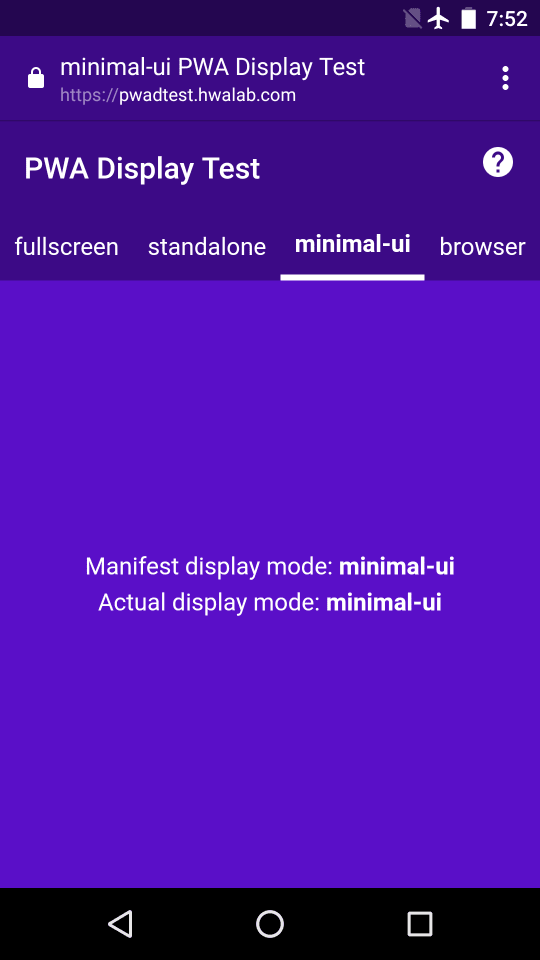 7:52
minimal-ui PWA Display Test
https://pwadtest.hwalab.com
PWA Display Test
?
fullscreen standalone minimal-ui browser
Manifest display mode: minimal-ui
Actual display mode: minimal-ui